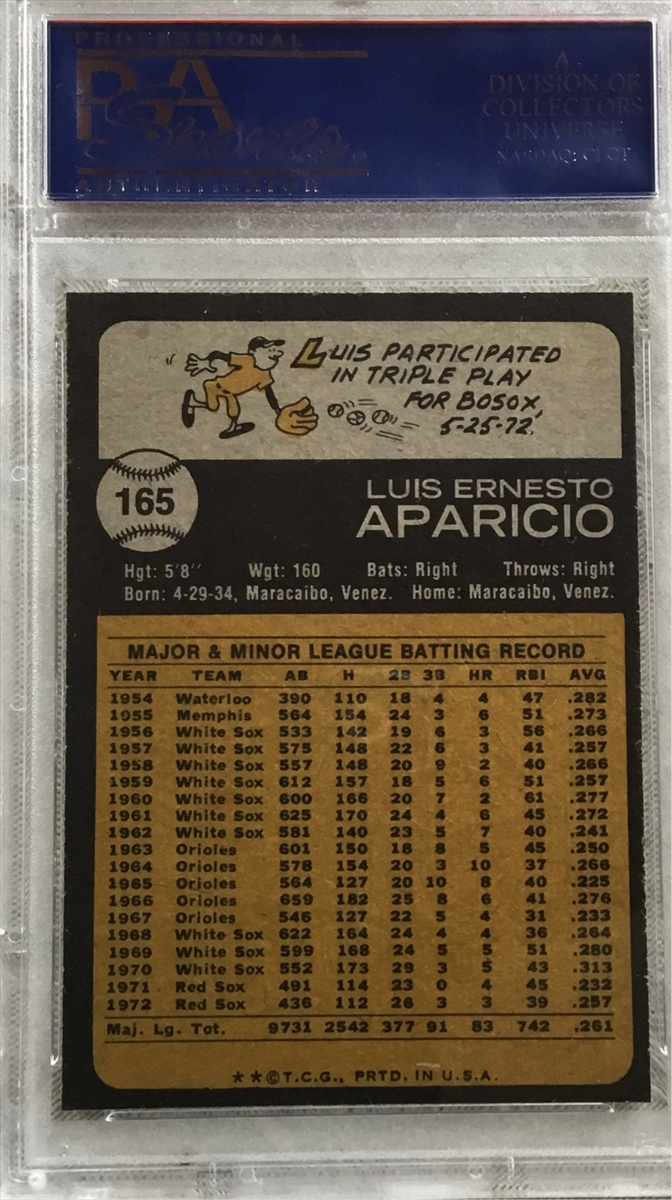 PROFESSIONAL
PSA
AUTHENTICATOR
A
DIVISION OF
COLLECTORS
UNIVERSE
NASDAQ: CLCT
LUIS PARTICIPATED
IN TRIPLE PLAY
FOR BOSOX,
5-25-72.
165
LUIS ERNESTO
APARICIO
Hgt: 5'8'' Wgt: 160 Bats: Right Throws: Right
Born: 4-29-34, Maracaibo, Venez. Home: Maracaibo, Venez.
MAJOR & MINOR LEAGUE BATTING RECORD
YEAR TEAM AB H 2B 3B HR RBI AVG
1954 Waterloo 390 110 18 4 4 47 .282
1955 Memphis 564 154 24 3 6 51 .273
1956 White Sox 533 142 19 6 3 56 .266
1957 White Sox 575 148 22 6 3 41 .257
1958 White Sox 557 148 20 9 2 40 .266
1959 White Sox 612 157 18 5 6 51 .257
1960 White Sox 600 166 20 7 2 61 .277
1961 White Sox 625 170 24 4 6 45 .272
1962 White Sox 581 140 23 5 7 40 .241
1963 Orioles 601 150 18 8 5 45 .250
1964 Orioles 578 154 20 3 10 37 .266
1965 Orioles 564 127 20 10 8 40 .225
1966 Orioles 659 182 25 8 6 41 .276
1967 Orioles 546 127 22 5 4 31 .233
1968 White Sox 622 164 24 4 4 36 .264
1969 White Sox 599 168 24 5 5 51 .280
1970 White Sox 552 173 29 3 5 43 .313
1971 Red Sox 491 114 23 0 4 45 .232
1972 Red Sox 436 112 26 3 3 39 .257
Maj. Lg. Tot. 9731 2542 377 91 83 742 .261
**©T.C.G., PRTD. IN U.S.A.